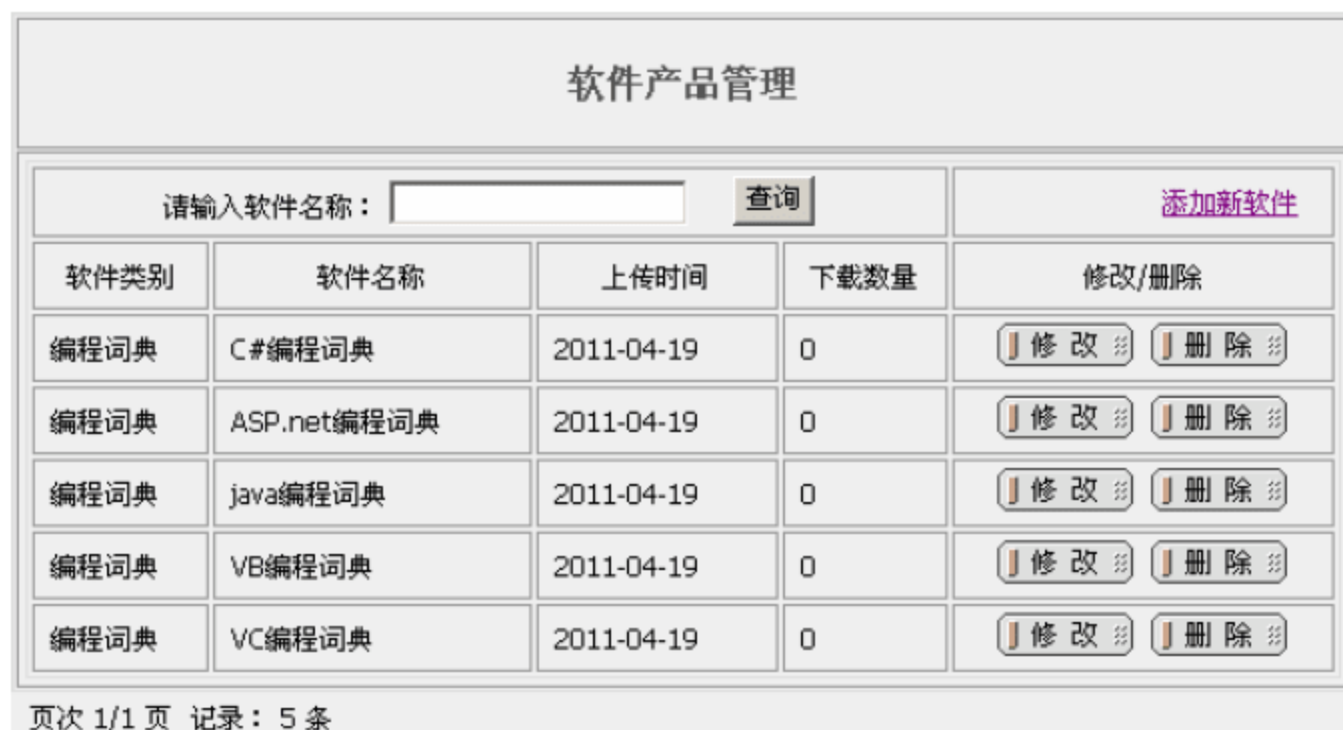 软件产品管理
请输入软件名称： 查询 添加新软件
软件类别 软件名称 上传时间 下载数量 修改/删除
编程词典 C#编程词典 2011-04-19 0 修 改 删 除
编程词典 ASP.net编程词典 2011-04-19 0 修 改 删 除
编程词典 java编程词典 2011-04-19 0 修 改 删 除
编程词典 VB编程词典 2011-04-19 0 修 改 删 除
编程词典 VC编程词典 2011-04-19 0 修 改 删 除
页次 1/1 页 记录： 5 条